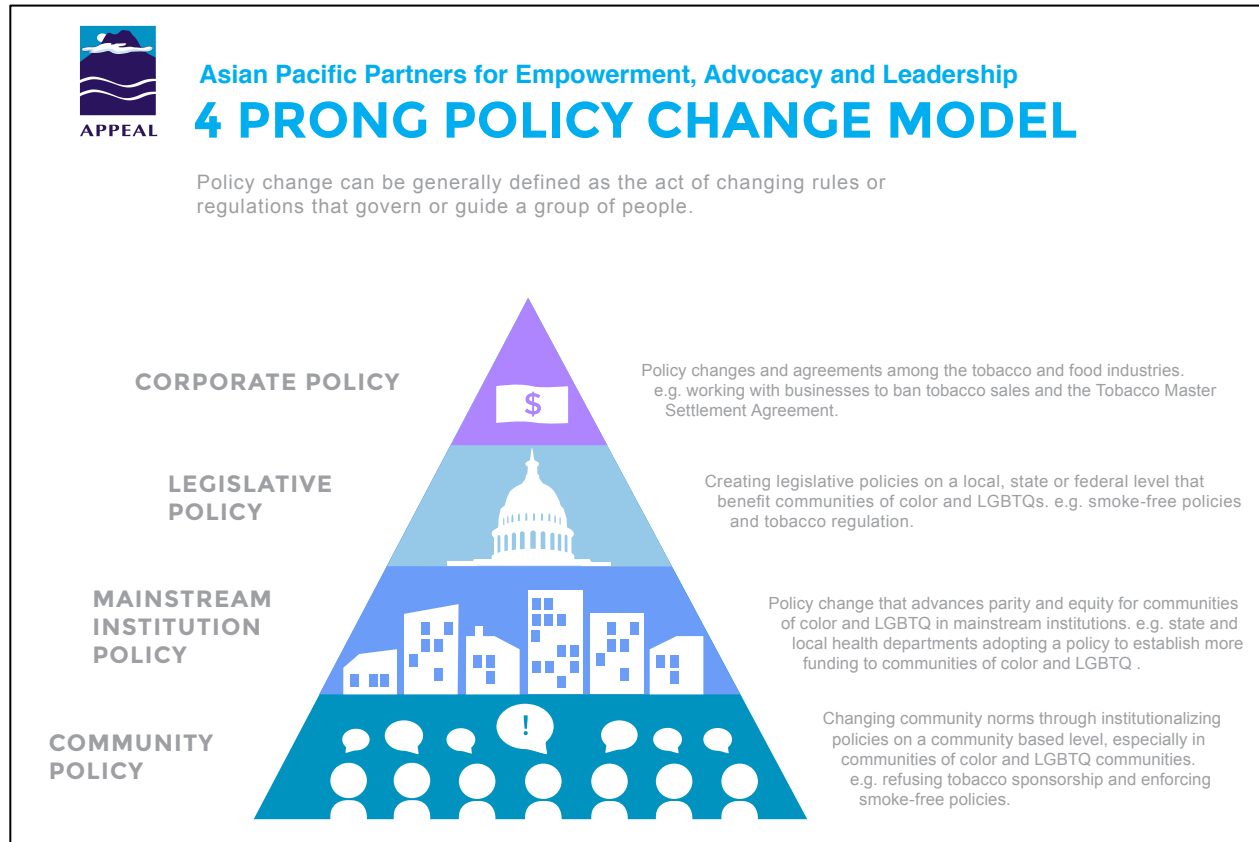 APPEAL
Asian Pacific Partners for Empowerment, Advocacy and Leadership
4 PRONG POLICY CHANGE MODEL
Policy change can be generally defined as the act of changing rules or
regulations that govern or guide a group of people.
CORPORATE POLICY
$
Policy changes and agreements among the tobacco and food industries.
e.g. working with businesses to ban tobacco sales and the Tobacco Master
Settlement Agreement.
LEGISLATIVE
POLICY
Creating legislative policies on a local, state or federal level that
benefit communities of color and LGBTQs. e.g. smoke-free policies
and tobacco regulation.
MAINSTREAM
INSTITUTION
POLICY
Policy change that advances parity and equity for communities
of color and LGBTQ in mainstream institutions. e.g. state and
local health departments adopting a policy to establish more
funding to communities of color and LGBTQ .
COMMUNITY
POLICY
!
Changing community norms through institutionalizing
policies on a community based level, especially in
communities of color and LGBTQ communities.
e.g. refusing tobacco sponsorship and enforcing
smoke-free policies.